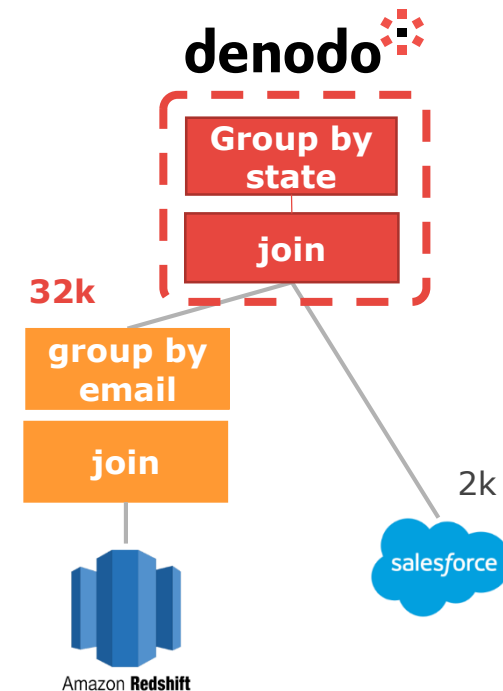 denodo
Group by
state
join
32k
group by
email
join
2k
salesforce
Amazon Redshift